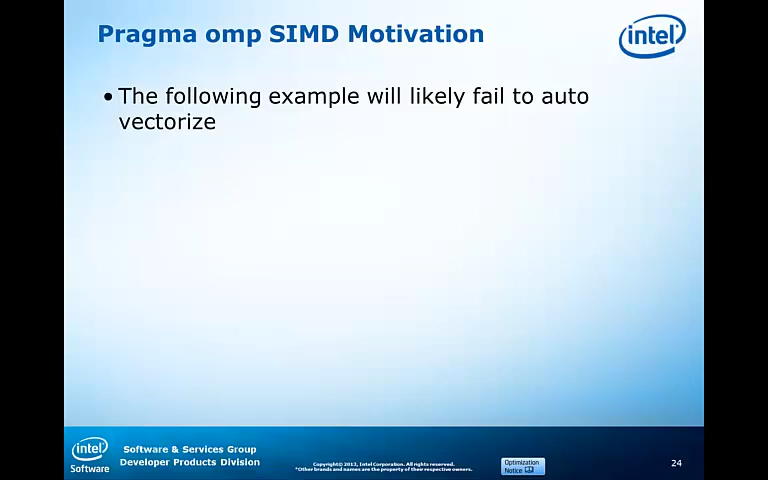 Pragma omp SIMD Motivation
intel
• The following example will likely fail to auto
vectorize
intel
Software
Software & Services Group
Developer Products Division
Copyright© 2012, Intel Corporation. All rights reserved.
*Other brands and names are the property of their respective owners.
Optimization
Notice
24